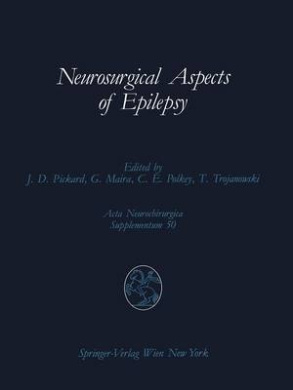 Neurosurgical Aspects
of Epilepsy
Edited by
J. D. Pickard, G. Maira, C. E. Polkey, T. Trojanowski
Acta Neurochirurgica
Supplementum 50
Springer-Verlag Wien New York